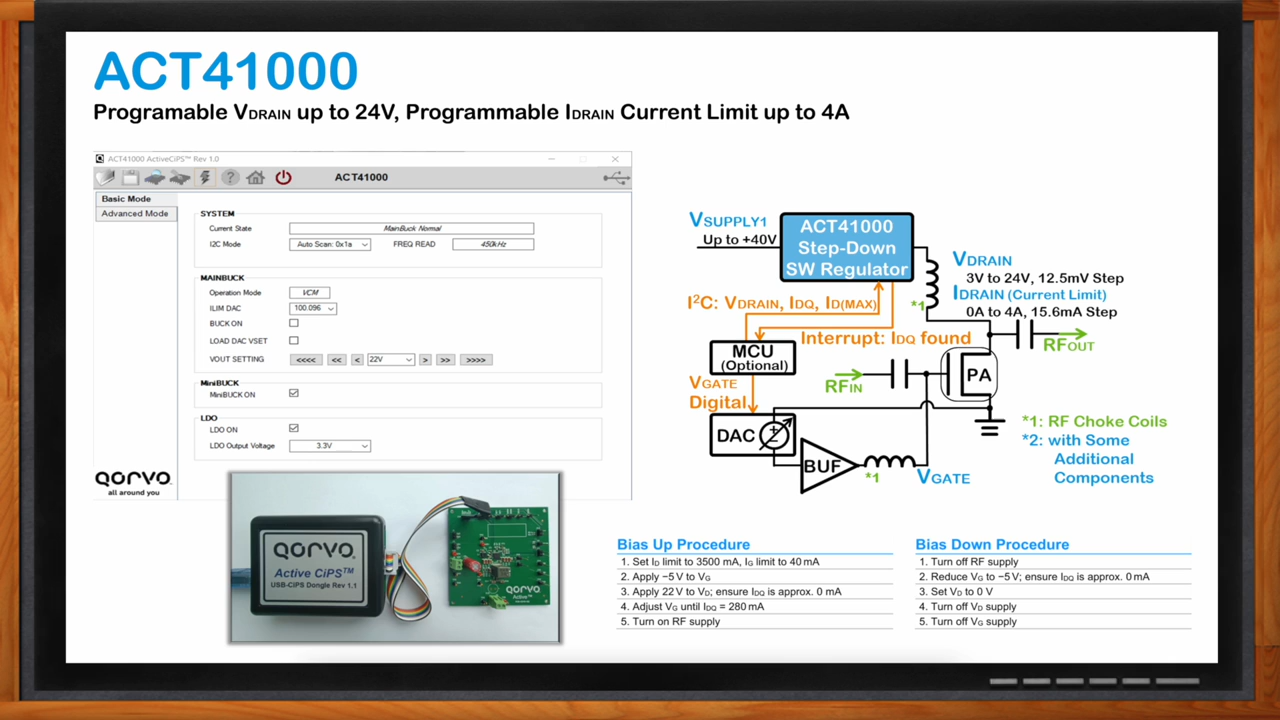 ACT41000
Programable VDRAIN up to 24V, Programmable IDRAIN Current Limit up to 4A
ACT41000 ActiveCiPS™ Rev 1.0
ACT41000
Basic Mode
Advanced Mode
SYSTEM
Current State MainBuck Normal
I2C Mode Auto Scan: 0x1a FREQ READ 450kHz
MAINBUCK
Operation Mode VCM
ILIM DAC 100.096
BUCK ON
LOAD DAC VSET
VOUT SETTING <<<< << < 22V > >> >>>>
MiniBUCK
MiniBUCK ON
LDO
LDO ON
LDO Output Voltage 3.3V
QORVO
all around you
QORVO
Active CiPS™
USB-CiPS Dongle Rev 1.1
QORVO
Active™
VSUPPLY1
Up to +40V
ACT41000
Step-Down
SW Regulator
VDRAIN
3V to 24V, 12.5mV Step
IDRAIN (Current Limit)
0A to 4A, 15.6mA Step
*1
I²C: VDRAIN, IDQ, ID(MAX)
Interrupt: IDQ found
RFOUT
MCU
(Optional)
RFIN
PA
VGATE
Digital
DAC
BUF
*1
VGATE
*1: RF Choke Coils
*2: with Some
Additional
Components
Bias Up Procedure
1. Set ID limit to 3500 mA, IG limit to 40 mA
2. Apply −5 V to VG
3. Apply 22 V to VD; ensure IDQ is approx. 0 mA
4. Adjust VG until IDQ = 280 mA
5. Turn on RF supply
Bias Down Procedure
1. Turn off RF supply
2. Reduce VG to −5 V; ensure IDQ is approx. 0 mA
3. Set VD to 0 V
4. Turn off VD supply
5. Turn off VG supply